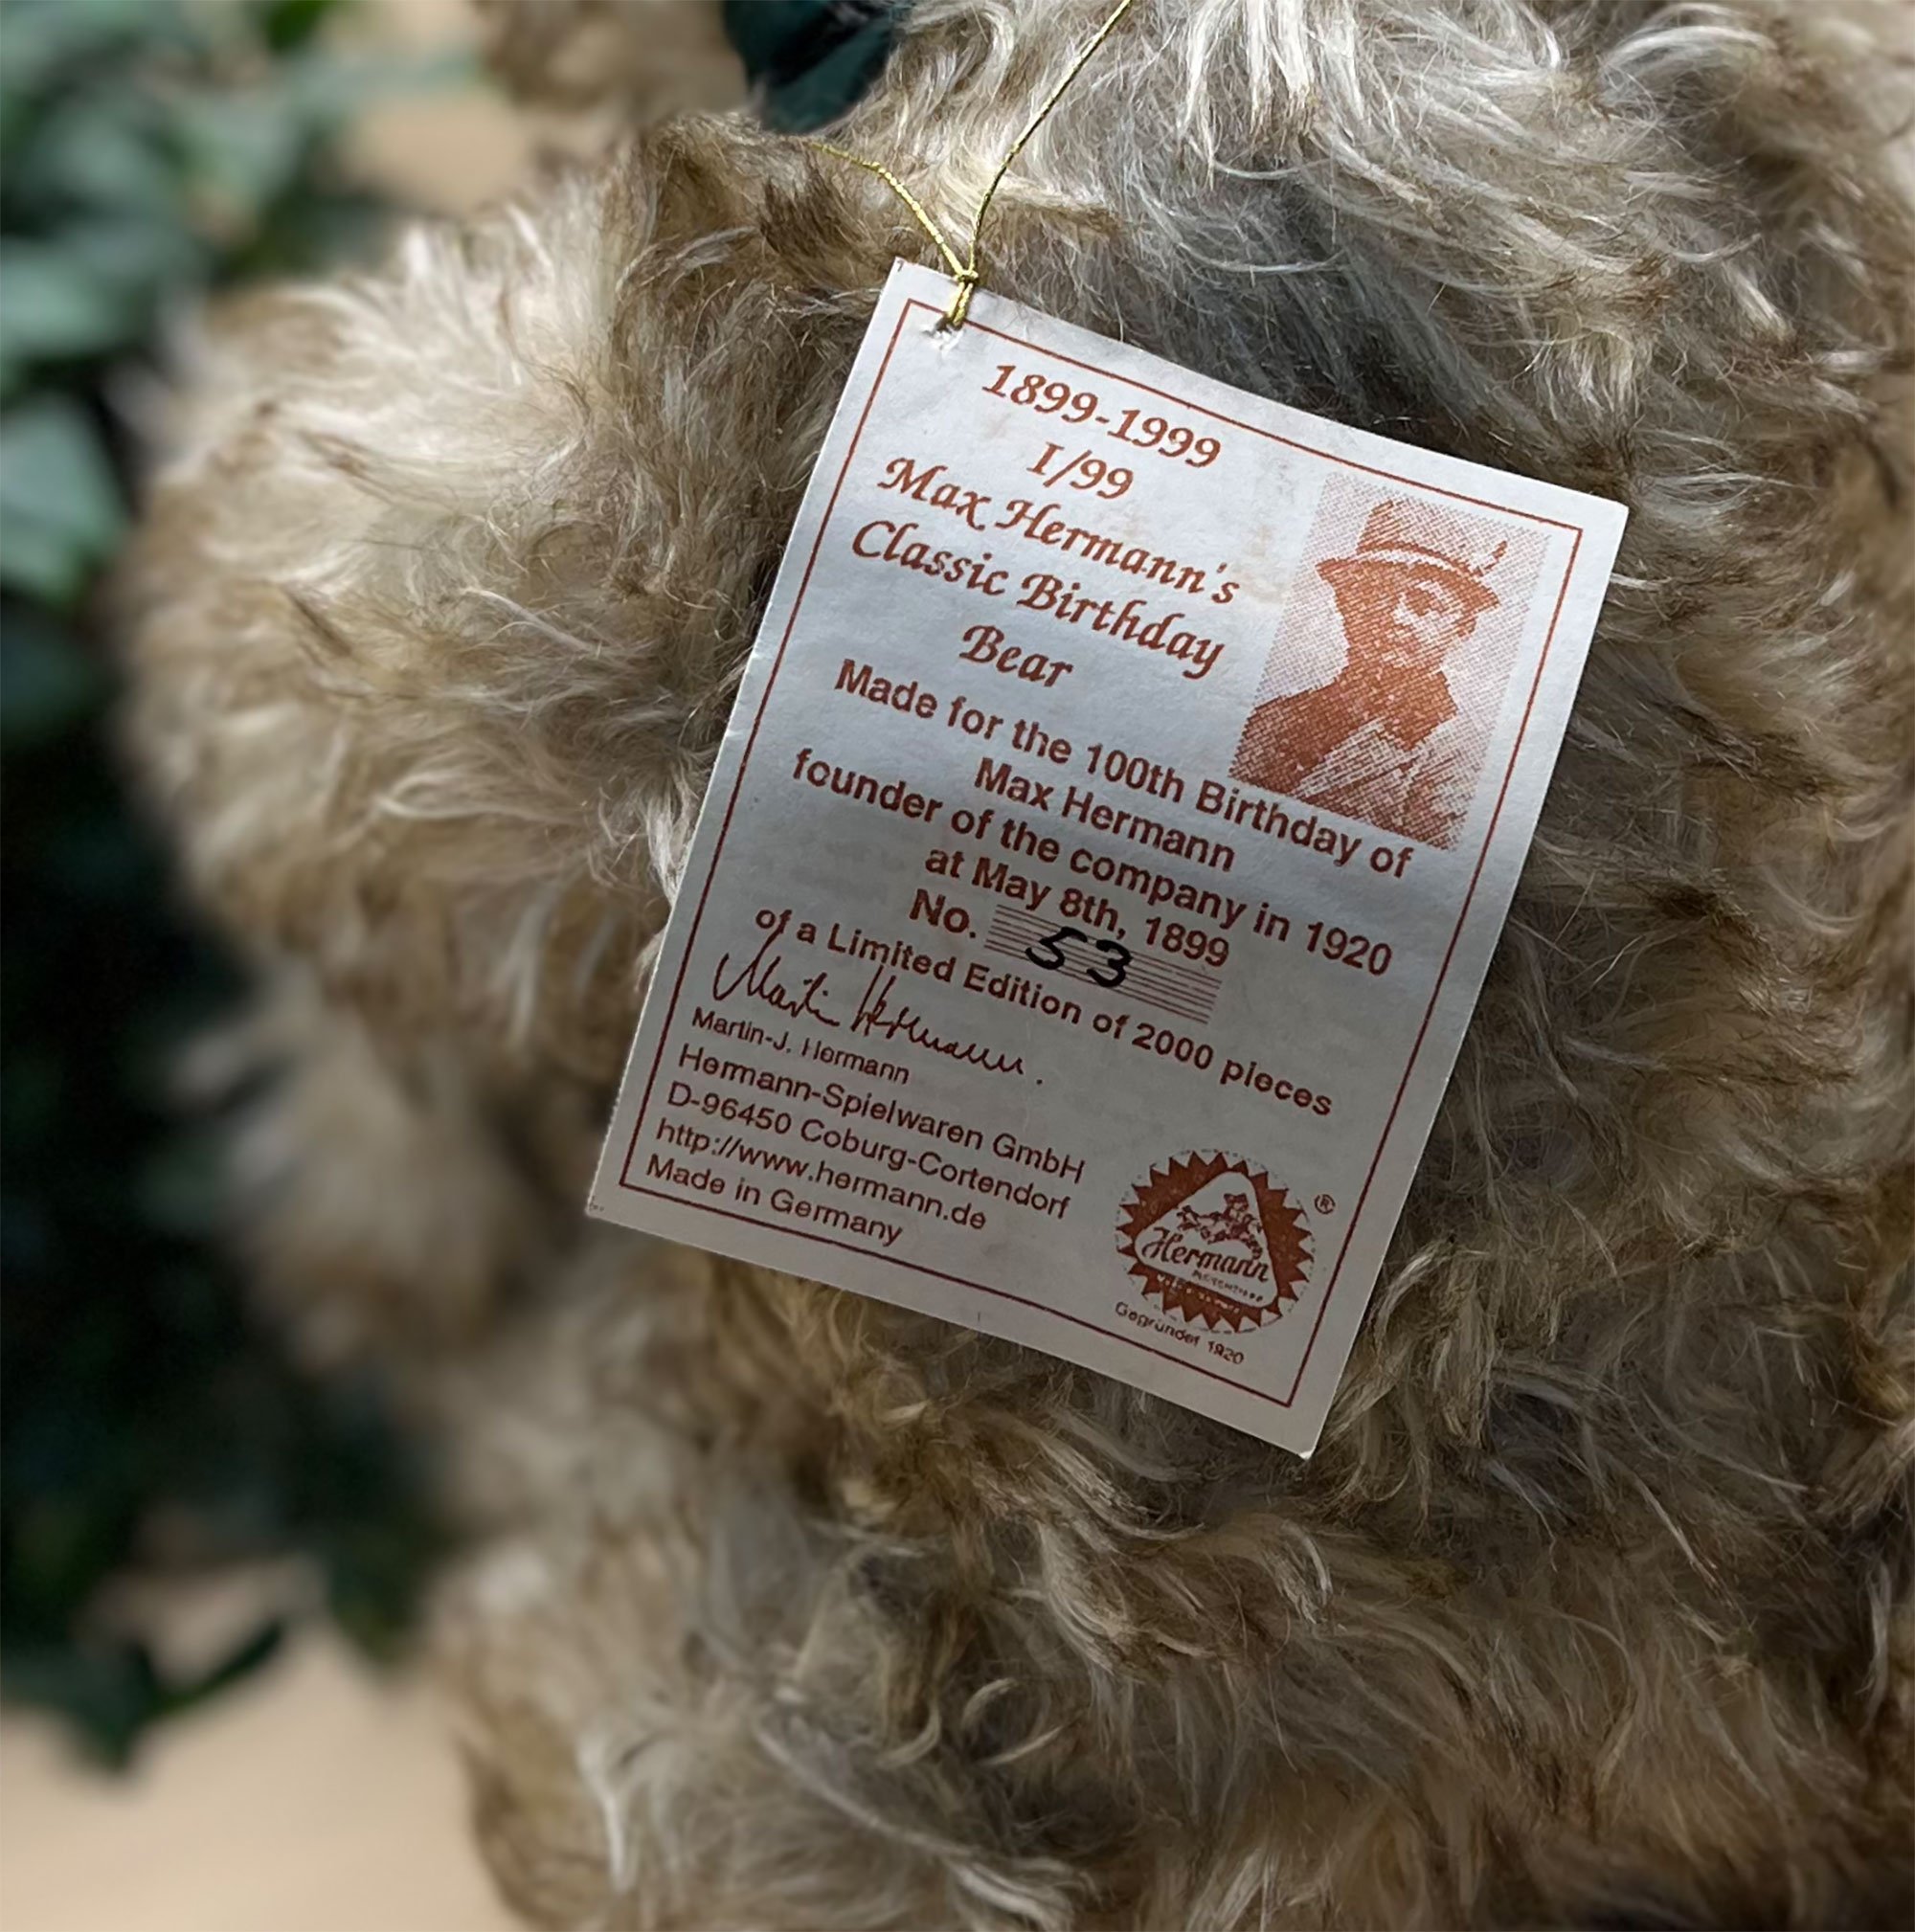 1899-1999
I/99
Max Hermann's
Classic Birthday
Bear
Made for the 100th Birthday of
Max Hermann
founder of the company in 1920
at May 8th, 1899
No. 53
of a Limited Edition of 2000 pieces
Martin Hermann.
Martin-J. Hermann
Hermann-Spielwaren GmbH
D-96450 Coburg-Cortendorf
http://www.hermann.de
Made in Germany
®
Hermann
Gegründet 1920